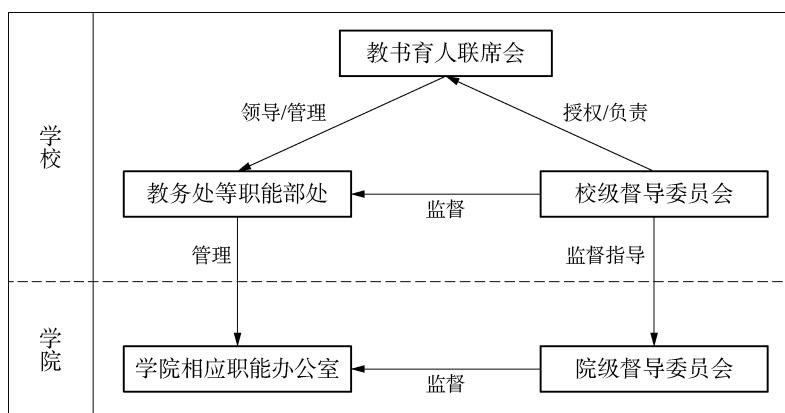 教书育人联席会
领导/管理
授权/负责
学校
教务处等职能部处
监督
校级督导委员会
管理
监督指导
学院
学院相应职能办公室
监督
院级督导委员会